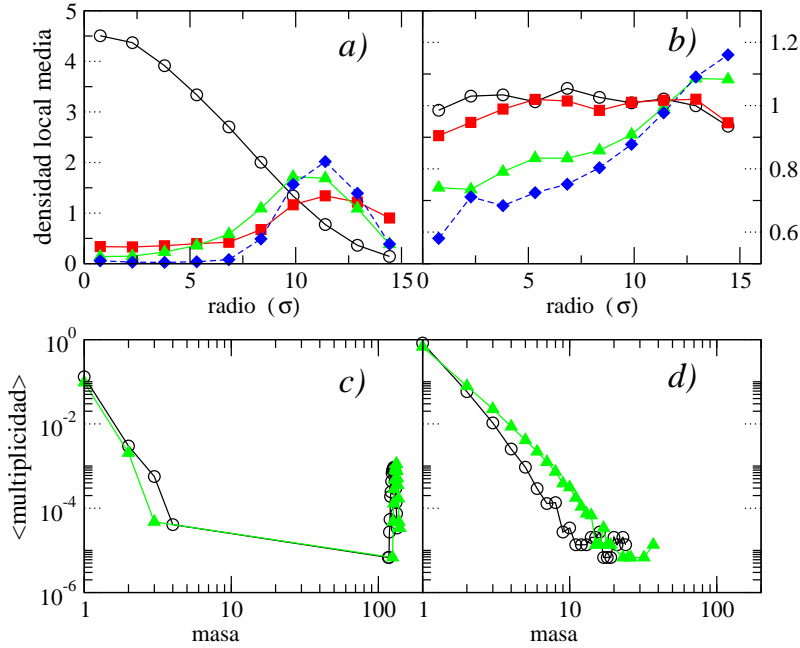 a)
b)
5
4
3
2
1
0
densidad local media
1.2
1
0.8
0.6
0
5
10
15
0
5
10
15
radio (σ)
radio (σ)
c)
d)
10^0
10^-2
10^-4
10^-6
<multiplicidad>
1
10
100
1
10
100
masa
masa